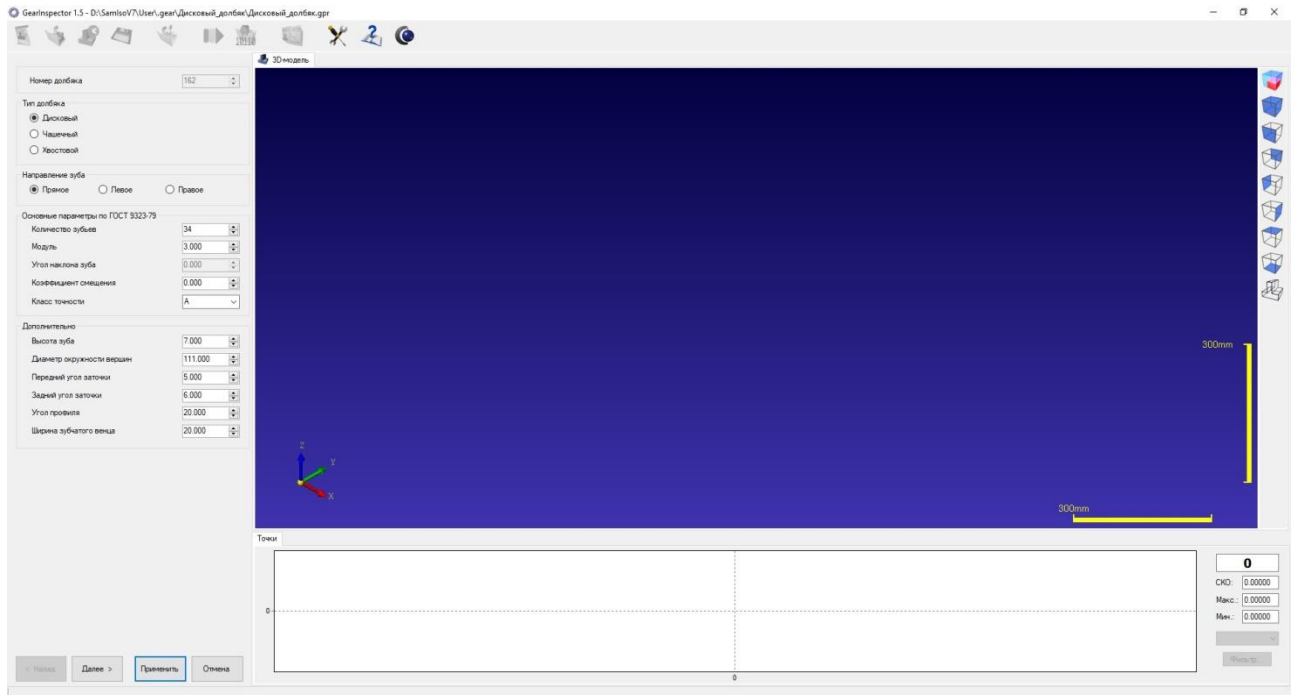 GearInspector 1.5 - D:\SamIsoV7\User\.gear\Дисковый_долбяк\Дисковый_долбяк.gpr
3D-модель
Номер долбяка 162
Тип долбяка
Дисковый
Чашечный
Хвостовой
Направление зуба
Прямое Левое Правое
Основные параметры по ГОСТ 9323-79
Количество зубьев 34
Модуль 3.000
Угол наклона зуба 0.000
Коэффициент смещения 0.000
Класс точности A
Дополнительно
Высота зуба 7.000
Диаметр окружности вершин 111.000
Передний угол заточки 5.000
Задний угол заточки 6.000
Угол профиля 20.000
Ширина зубчатого венца 20.000
< Назад Далее > Применить Отмена
Z
Y
X
300mm
300mm
Точки
0
0
0
СКО: 0.00000
Макс.: 0.00000
Мин.: 0.00000
Фильтр...